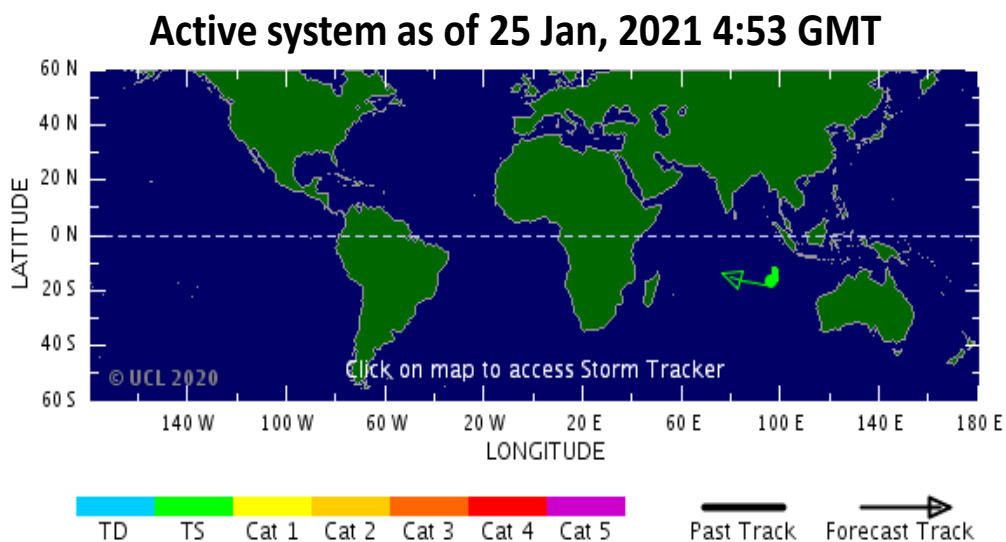 Active system as of 25 Jan, 2021 4:53 GMT
60 N
40 N
20 N
0 N
20 S
40 S
60 S
LATITUDE
Click on map to access Storm Tracker
© UCL 2020
140 W 100 W 60 W 20 W 20 E 60 E 100 E 140 E 180 E
LONGITUDE
TD TS Cat 1 Cat 2 Cat 3 Cat 4 Cat 5 Past Track Forecast Track